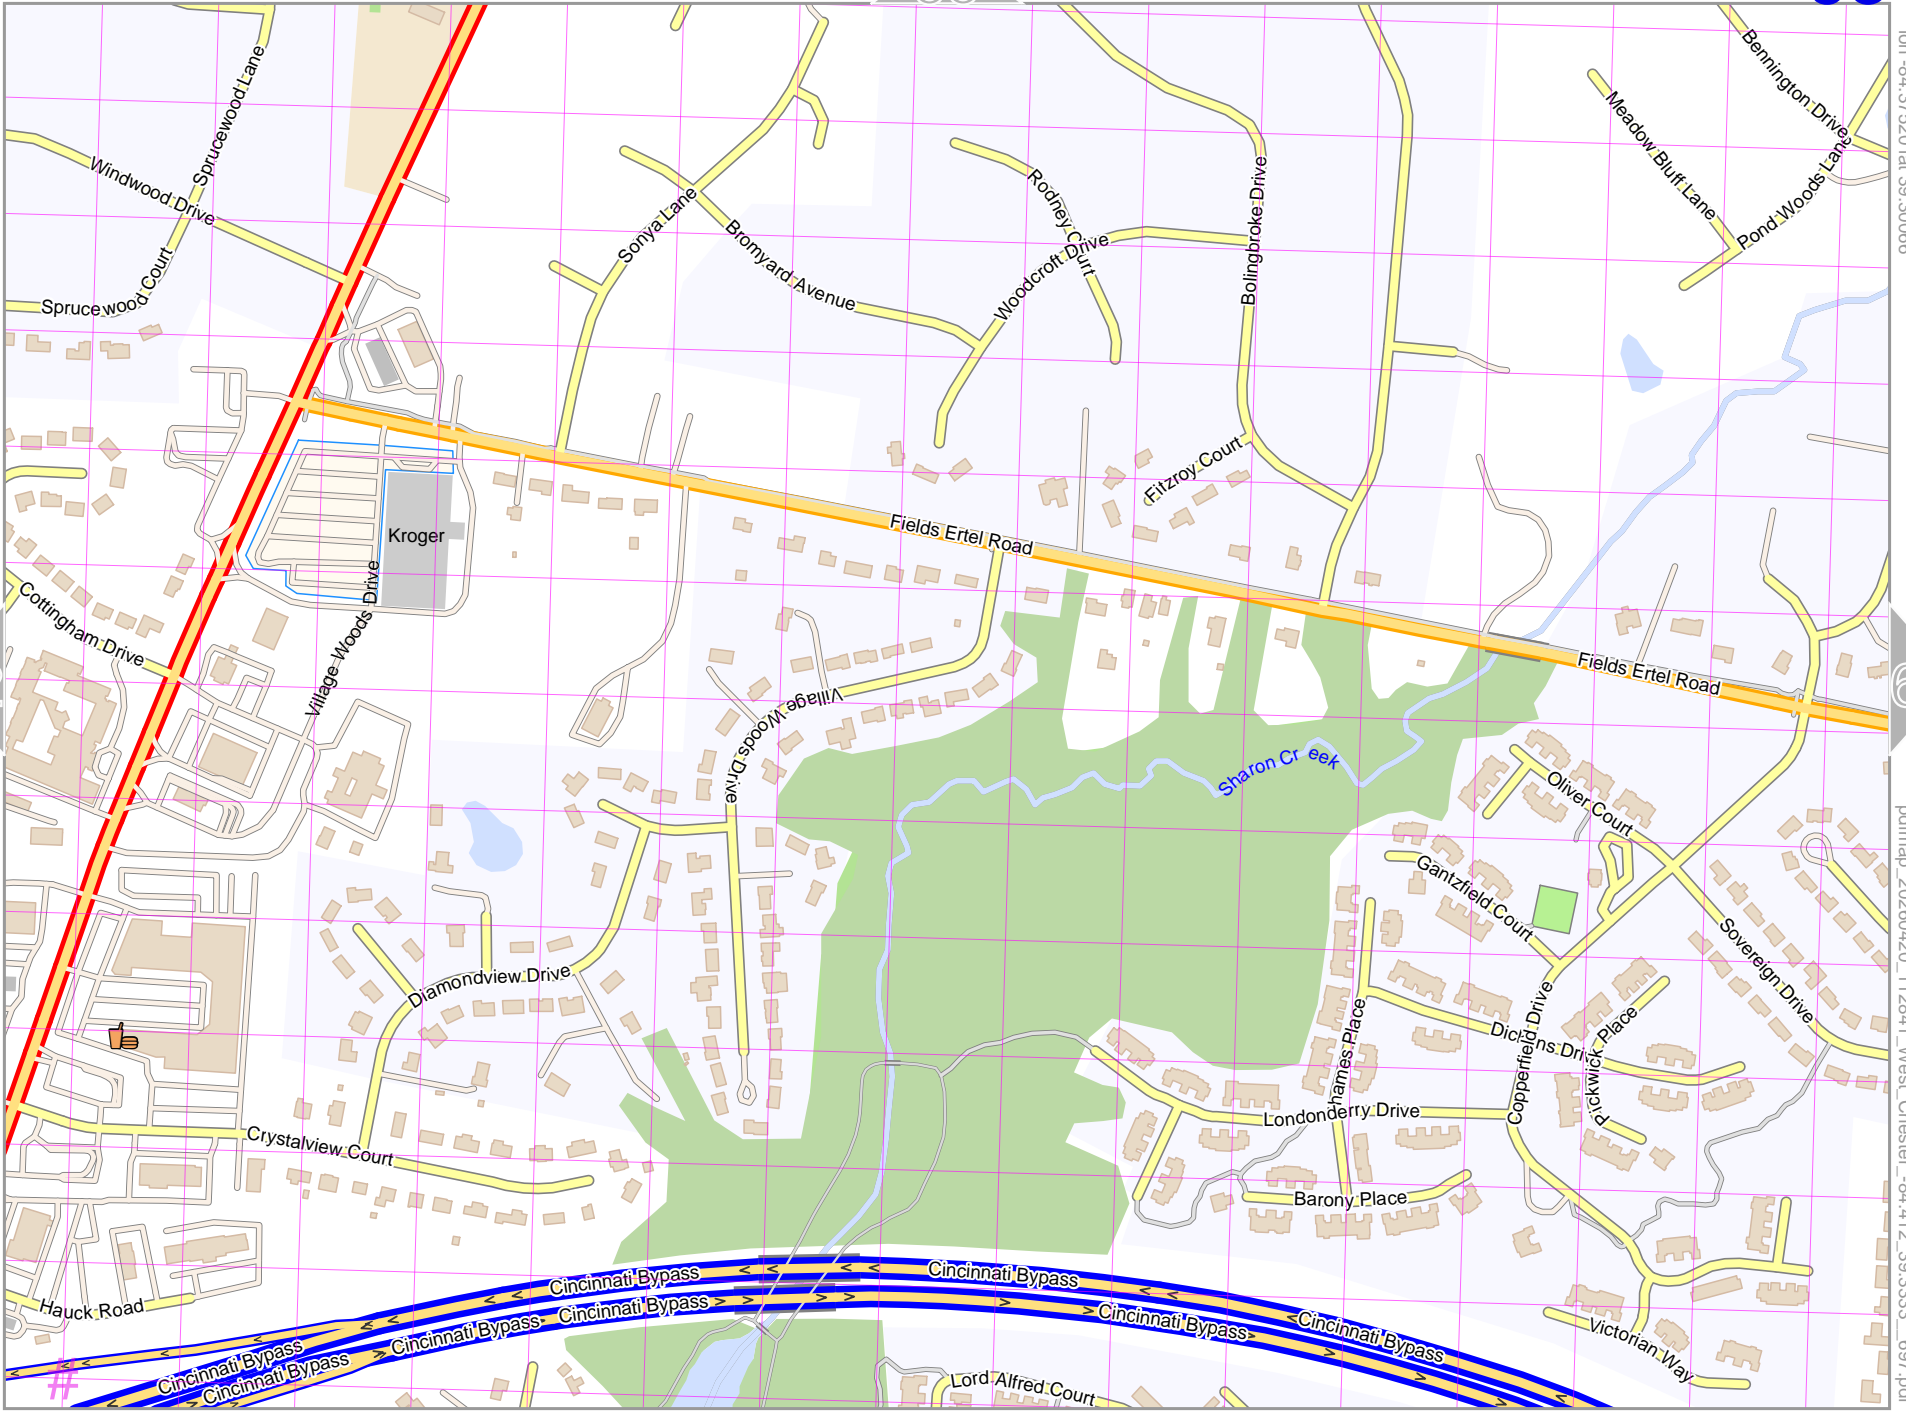 Sprucewood Lane
Bennington Drive
Meadow Bluff Lane
Windwood Drive
Pond Woods Lane
Rodney Court
Sonya Lane
Bromyard Avenue
Woodcroft Drive
Bolingbroke Drive
Sprucewood Court
Fitzroy Court
Kroger
Fields Ertel Road
Cottingham Drive
Village Woods Drive
Fields Ertel Road
Village Woods Drive
Sharon Creek
Oliver Court
Gantzfield Court
Sovereign Drive
Diamondview Drive
Copperfield Drive
Pickwick Place
Thames Place
Londonderry Drive
Crystalview Court
Barony Place
Cincinnati Bypass
Cincinnati Bypass
Cincinnati Bypass
Hauck Road
Cincinnati Bypass
Cincinnati Bypass
Cincinnati Bypass
Cincinnati Bypass
Cincinnati Bypass
Victorian Way
Lord Alfred Court
#